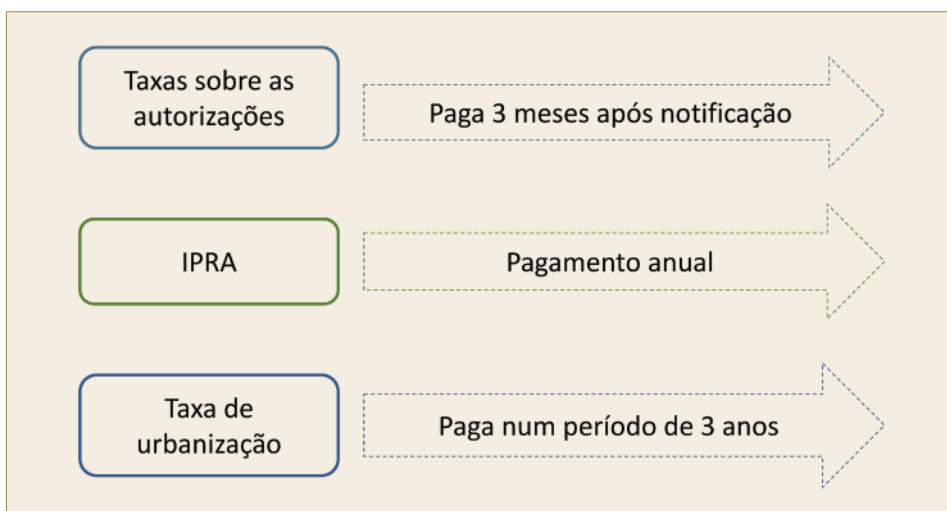 Taxas sobre as
autorizações
Paga 3 meses após notificação
IPRA
Pagamento anual
Taxa de
urbanização
Paga num período de 3 anos